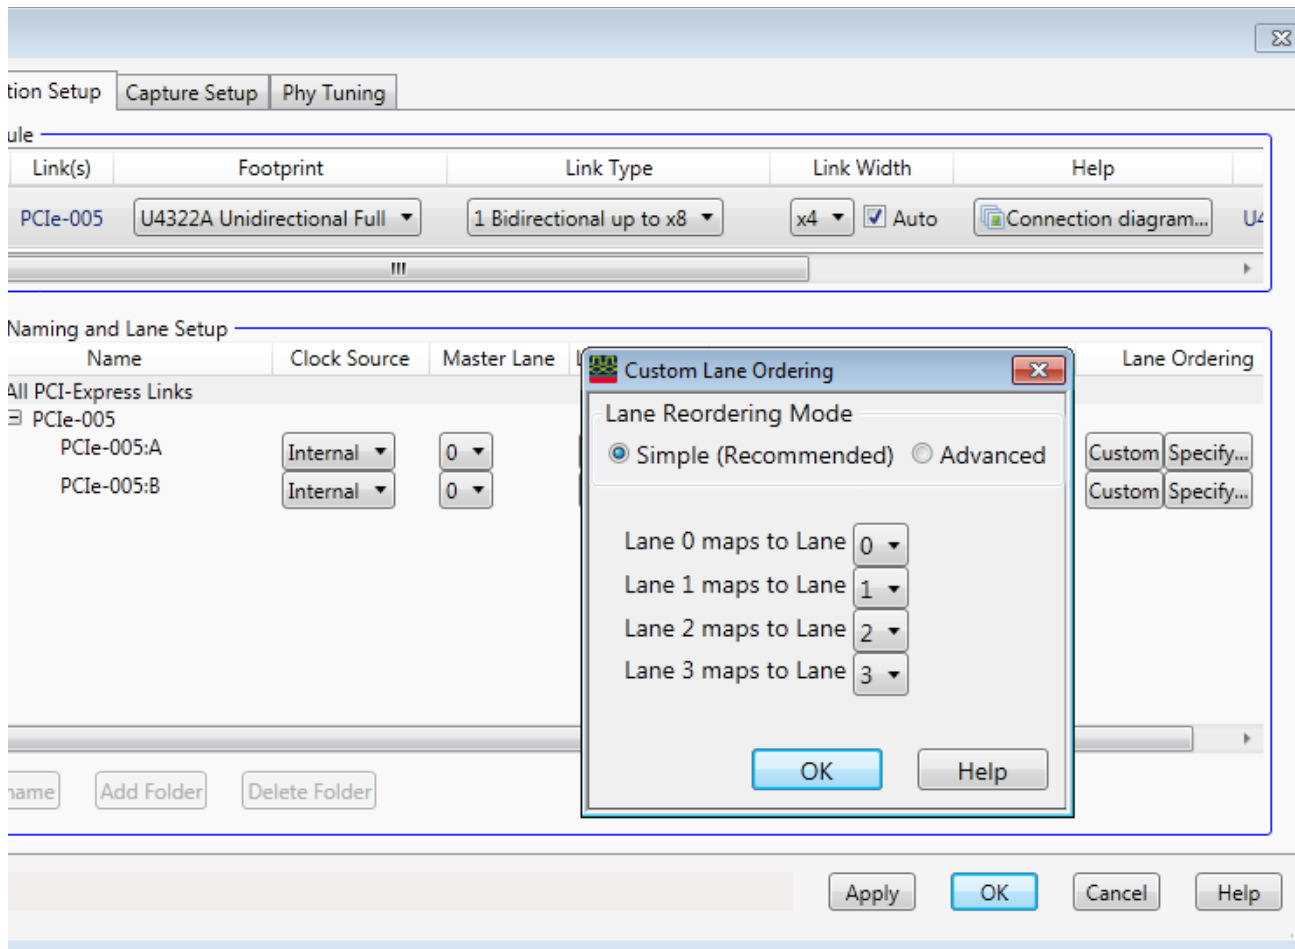 tion Setup Capture Setup Phy Tuning
ule
Link(s) Footprint Link Type Link Width Help
PCIe-005 U4322A Unidirectional Full 1 Bidirectional up to x8 x4 Auto Connection diagram... U4
Naming and Lane Setup
Name Clock Source Master Lane Lane Ordering
All PCI-Express Links
PCIe-005
PCIe-005:A Internal 0 Custom Specify...
PCIe-005:B Internal 0 Custom Specify...
Custom Lane Ordering
Lane Reordering Mode
Simple (Recommended) Advanced
Lane 0 maps to Lane 0
Lane 1 maps to Lane 1
Lane 2 maps to Lane 2
Lane 3 maps to Lane 3
OK Help
name Add Folder Delete Folder
Apply OK Cancel Help